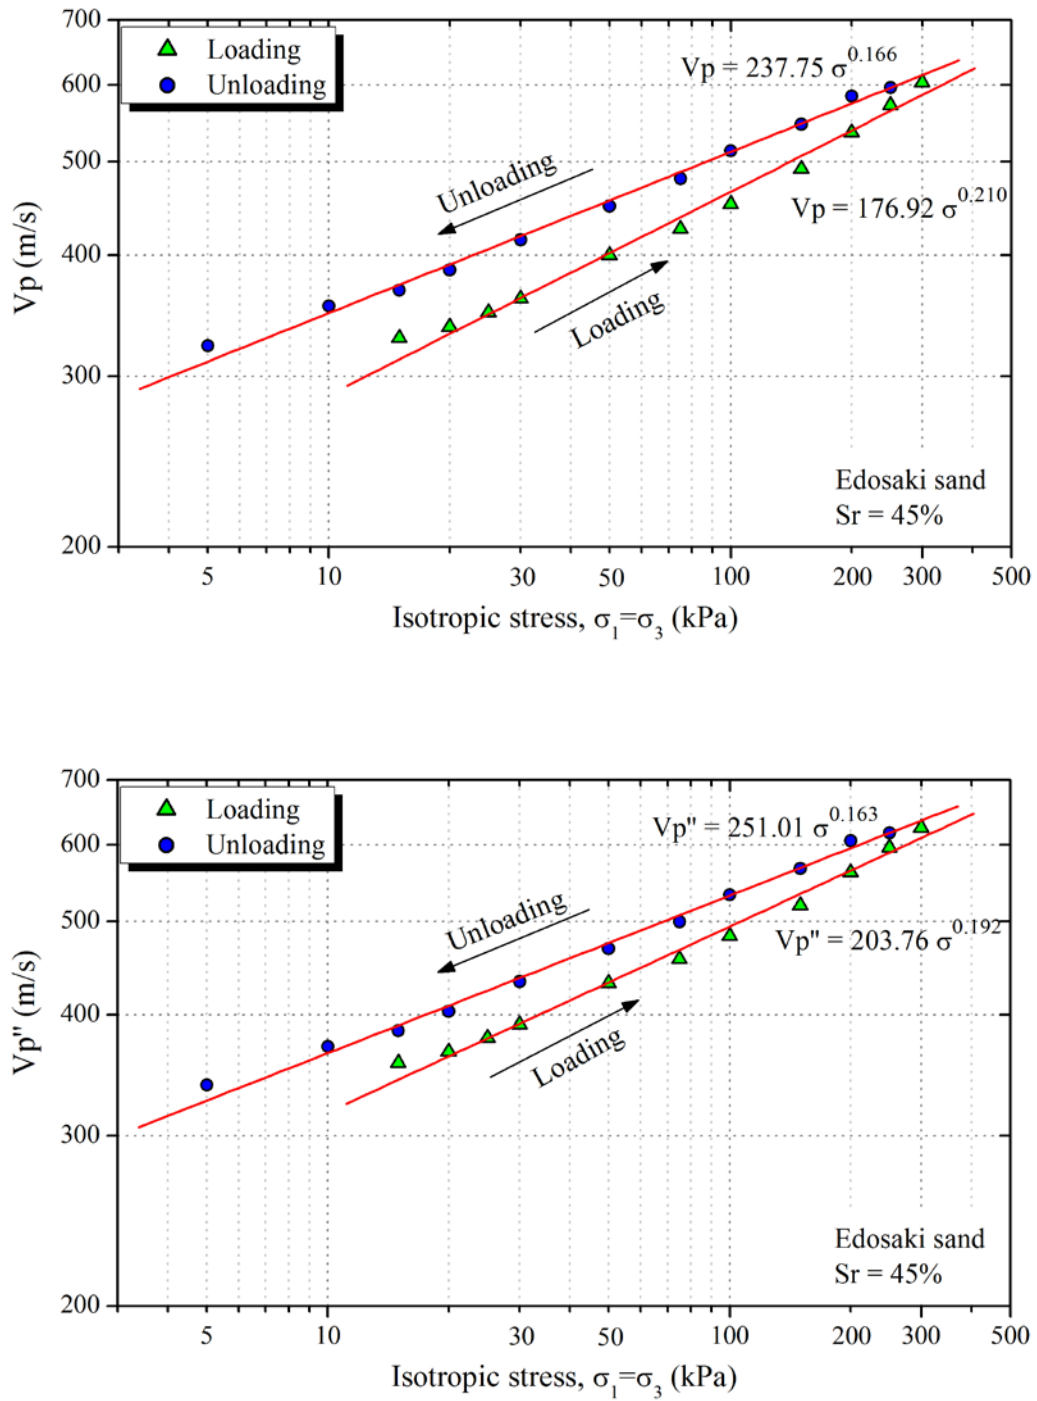 700
600
500
400
300
200
Vp (m/s)
Loading
Unloading
Vp = 237.75 σ^0.166
Unloading
Vp = 176.92 σ^0.210
Loading
Edosaki sand
Sr = 45%
5 10 30 50 100 200 300 500
Isotropic stress, σ₁=σ₃ (kPa)
700
600
500
400
300
200
Vp" (m/s)
Loading
Unloading
Vp" = 251.01 σ^0.163
Unloading
Vp" = 203.76 σ^0.192
Loading
Edosaki sand
Sr = 45%
5 10 30 50 100 200 300 500
Isotropic stress, σ₁=σ₃ (kPa)